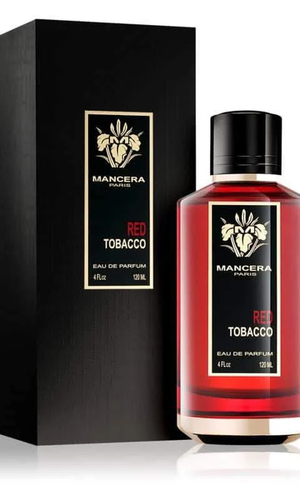 MANCERA
PARIS
RED
TOBACCO
EAU DE PARFUM
4 Fl.oz 120 ML
MANCERA
PARIS
RED
TOBACCO
EAU DE PARFUM
4 Fl.oz 120 ML